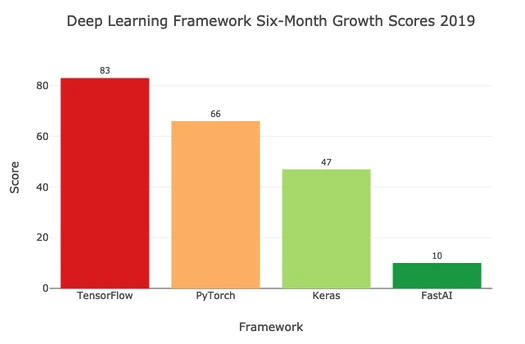 Deep Learning Framework Six-Month Growth Scores 2019
83
80
66
60
47
40
20
10
0
Score
TensorFlow PyTorch Keras FastAI
Framework